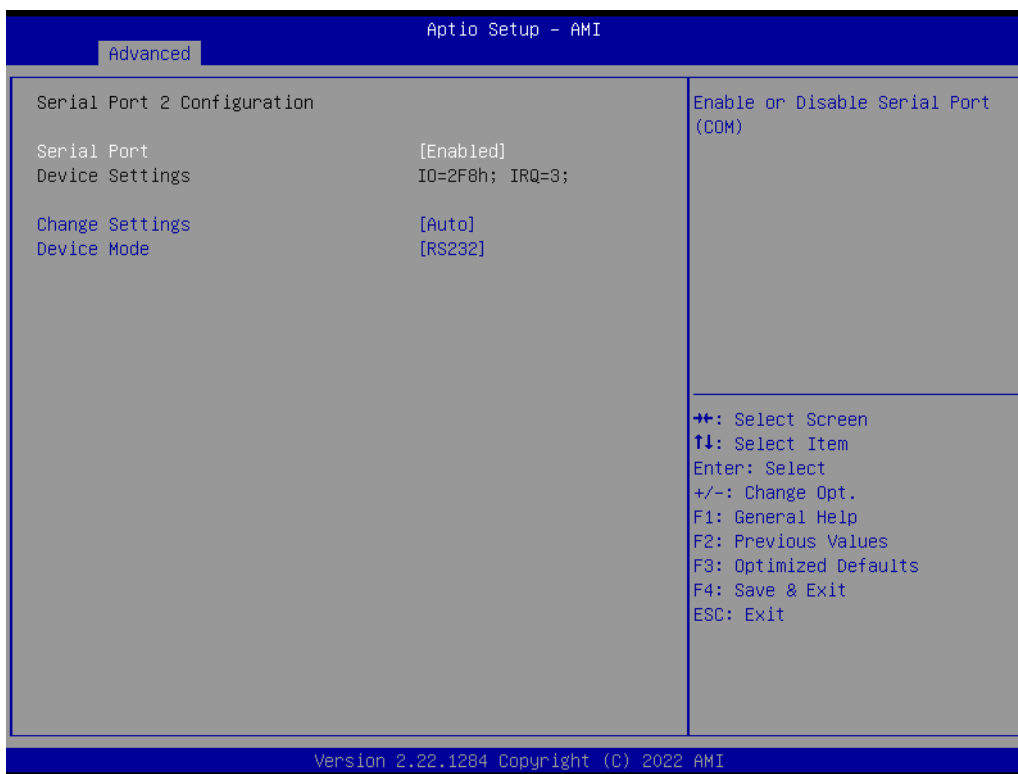 Aptio Setup – AMI
Advanced
Serial Port 2 Configuration
Serial Port [Enabled]
Device Settings IO=2F8h; IRQ=3;
Change Settings [Auto]
Device Mode [RS232]
Enable or Disable Serial Port
(COM)
→←: Select Screen
↑↓: Select Item
Enter: Select
+/-: Change Opt.
F1: General Help
F2: Previous Values
F3: Optimized Defaults
F4: Save & Exit
ESC: Exit
Version 2.22.1284 Copyright (C) 2022 AMI